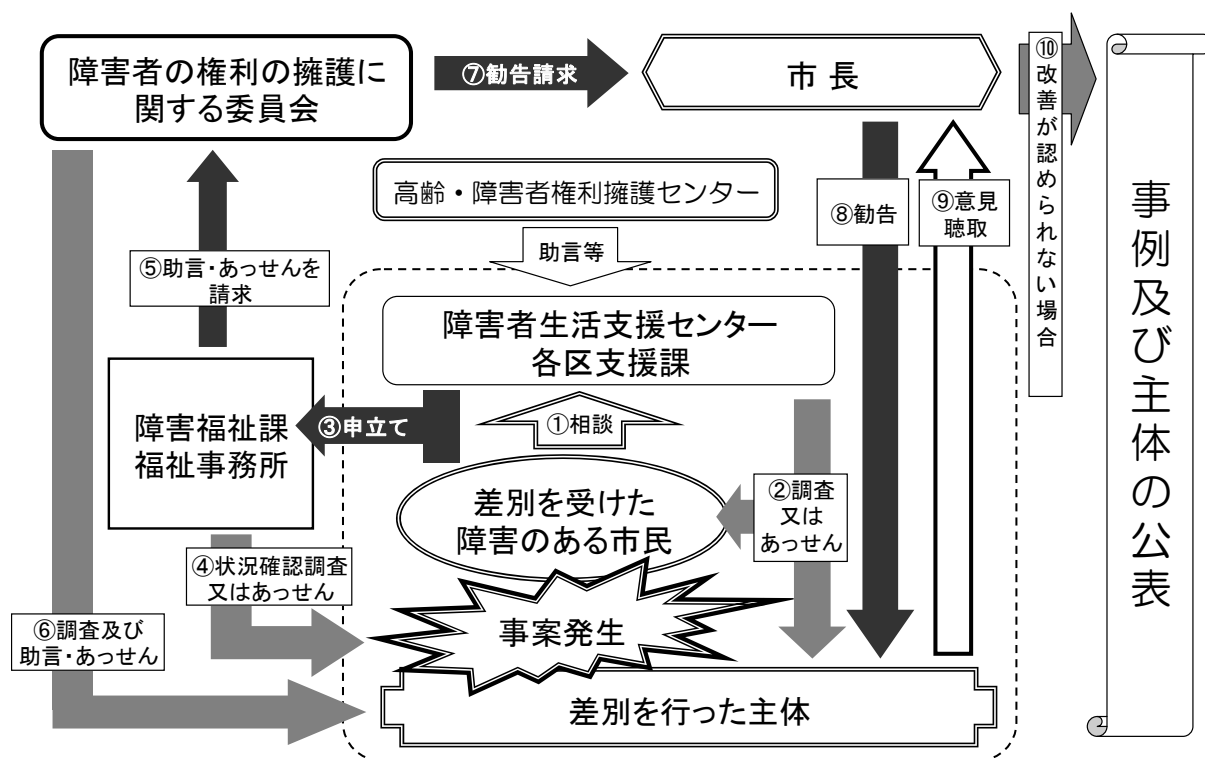 障害者の権利の擁護に
関する委員会
⑦勧告請求
市長
⑩改善が認められない場合
事例及び主体の公表
高齢・障害者権利擁護センター
助言等
⑧勧告
⑨意見
聴取
⑤助言・あっせんを
請求
障害者生活支援センター
各区支援課
障害福祉課
福祉事務所
③申立て
①相談
差別を受けた
障害のある市民
②調査
又は
あっせん
④状況確認調査
又はあっせん
事案発生
⑥調査及び
助言・あっせん
差別を行った主体